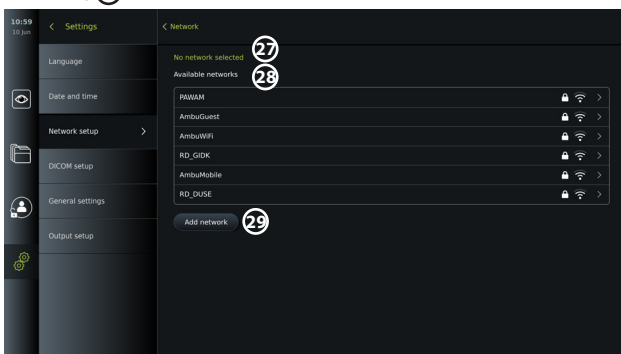 10:59
10 Jun
Settings
Language
Date and time
Network setup
DICOM setup
General settings
Output setup
Network
No network selected 27
Available networks 28
PAWAM
AmbuGuest
AmbuWiFi
RD_GIDK
AmbuMobile
RD_DUSE
Add network 29